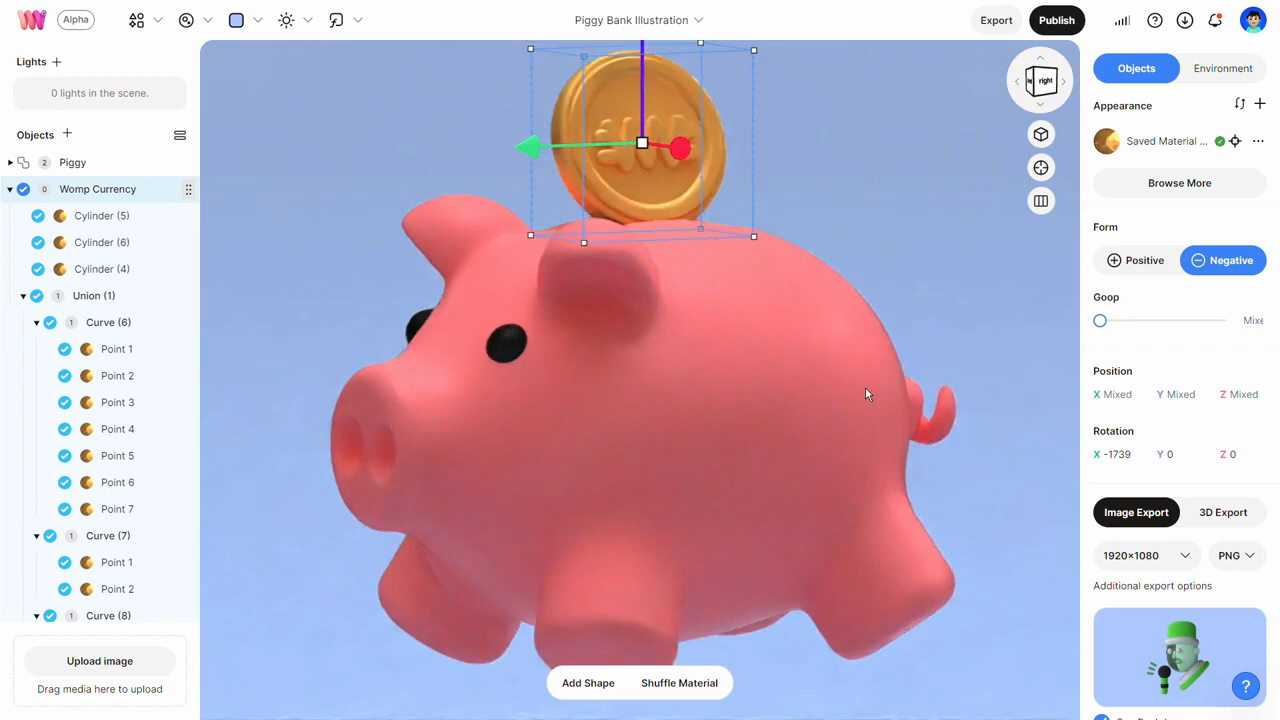 Alpha
Piggy Bank Illustration
Export
Publish
Lights
0 lights in the scene.
Objects
2 Piggy
0 Womp Currency
Cylinder (5)
Cylinder (6)
Cylinder (4)
1 Union (1)
1 Curve (6)
Point 1
Point 2
Point 3
Point 4
Point 5
Point 6
Point 7
1 Curve (7)
Point 1
Point 2
1 Curve (8)
Upload image
Drag media here to upload
right
Add Shape
Shuffle Material
Objects
Environment
Appearance
Saved Material ...
Browse More
Form
Positive
Negative
Goop
Mixe
Position
X Mixed
Y Mixed
Z Mixed
Rotation
X -1739
Y 0
Z 0
Image Export
3D Export
1920×1080
PNG
Additional export options
?